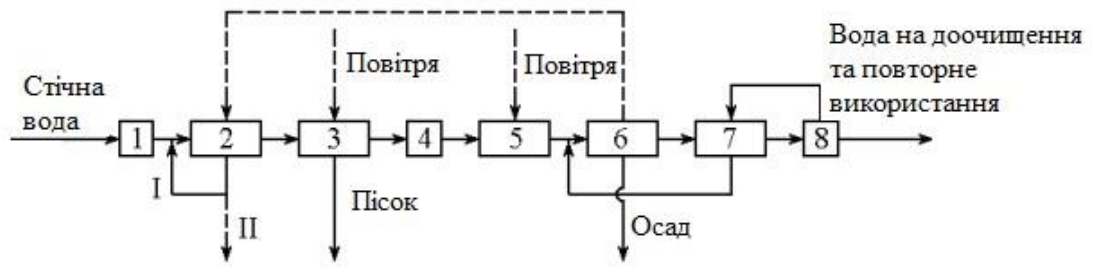 Стічна
вода
Повітря
Повітря
Вода на доочищення
та повторне
використання
1
2
3
4
5
6
7
8
I
II
Пісок
Осад